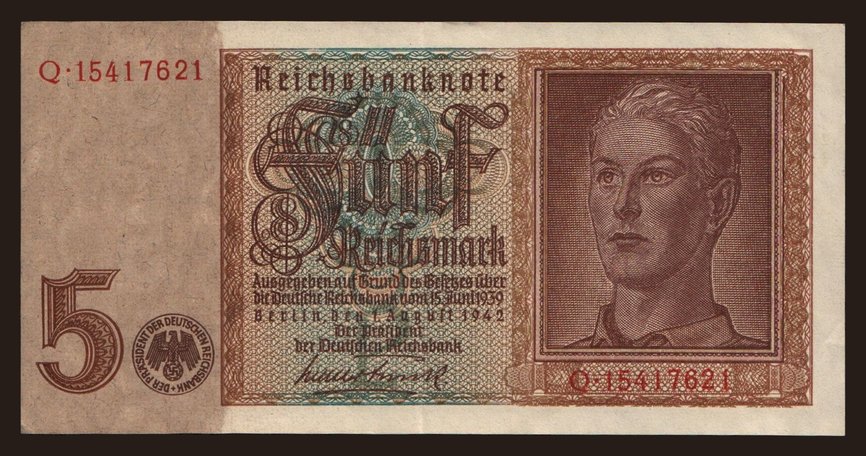 Q·15417621
Reichsbanknote
Fünf
Reichsmark
Ausgegeben auf Grund des Gesetzes über
die Deutsche Reichsbank vom 15. Juni 1939
Berlin, den 1. August 1942
Der Präsident
der Deutschen Reichsbank
5
DER PRÄSIDENT DER DEUTSCHEN REICHSBANK
Q·15417621